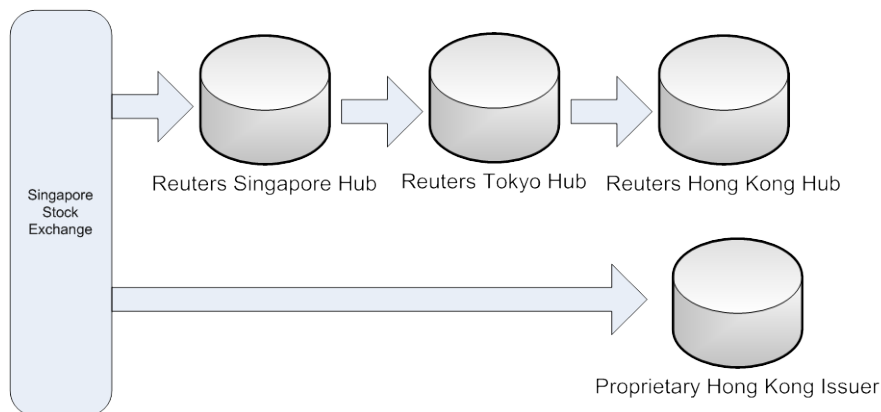 Singapore
Stock
Exchange
Reuters Singapore Hub
Reuters Tokyo Hub
Reuters Hong Kong Hub
Proprietary Hong Kong Issuer